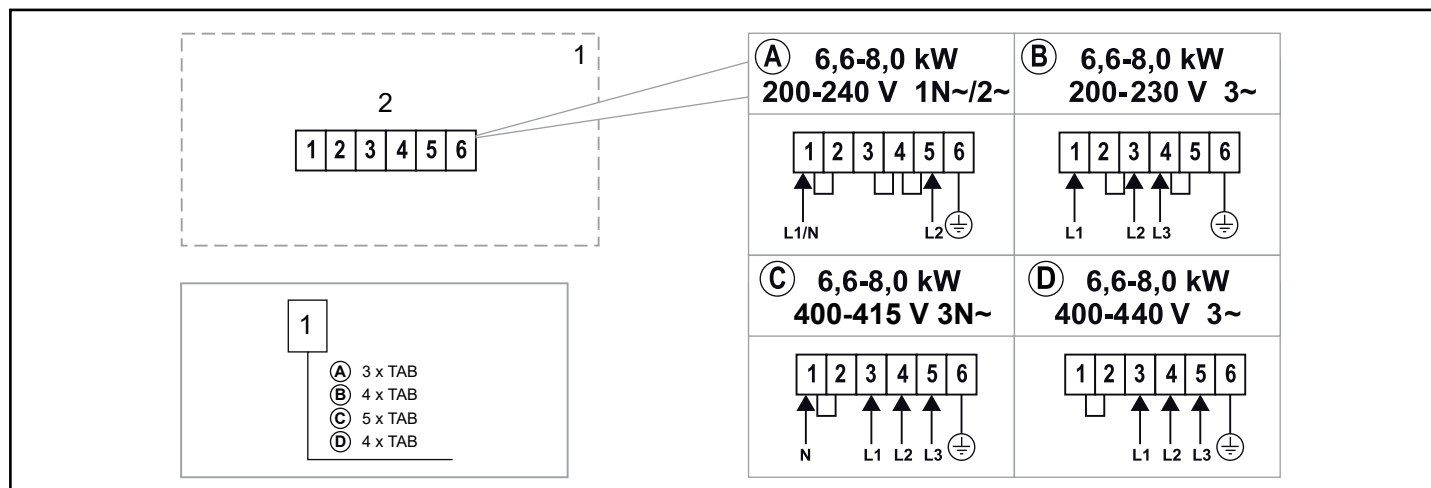 1
2
1 2 3 4 5 6
1
A 3 x TAB
B 4 x TAB
C 5 x TAB
D 4 x TAB
A 6,6-8,0 kW
200-240 V 1N~/2~
1 2 3 4 5 6
L1/N L2
B 6,6-8,0 kW
200-230 V 3~
1 2 3 4 5 6
L1 L2 L3
C 6,6-8,0 kW
400-415 V 3N~
1 2 3 4 5 6
N L1 L2 L3
D 6,6-8,0 kW
400-440 V 3~
1 2 3 4 5 6
L1 L2 L3